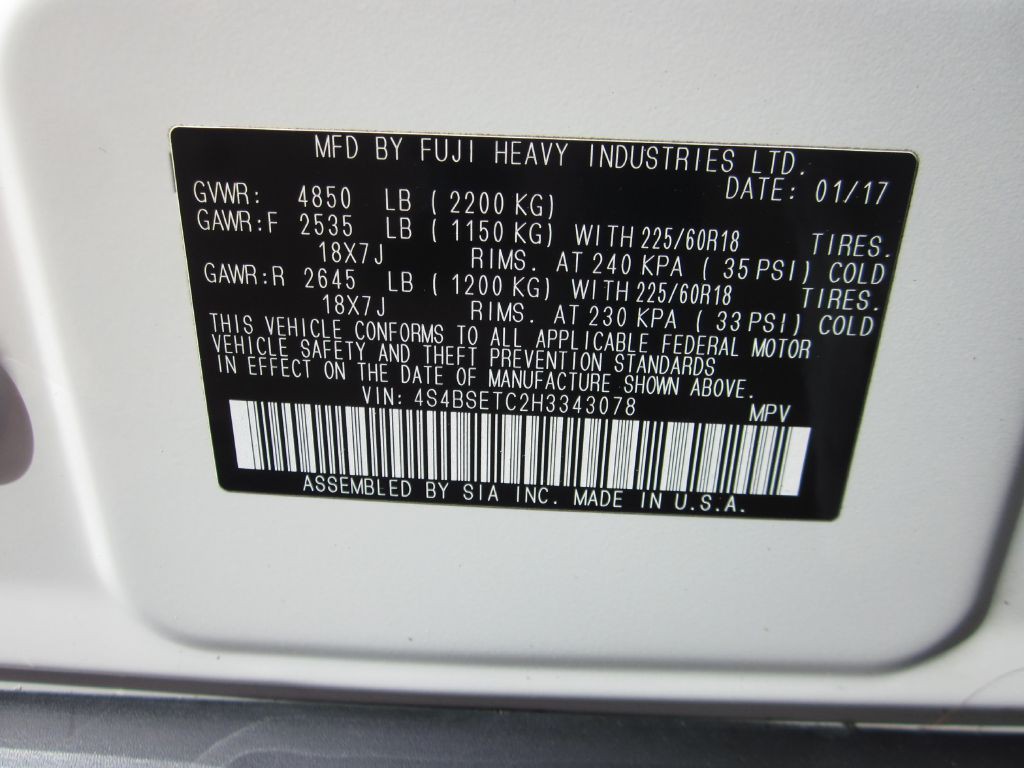 MFD BY FUJI HEAVY INDUSTRIES LTD.
DATE: 01/17
GVWR: 4850 LB ( 2200 KG)
GAWR:F 2535 LB ( 1150 KG) WITH 225/60R18 TIRES.
18X7J RIMS. AT 240 KPA ( 35 PSI) COLD
GAWR:R 2645 LB ( 1200 KG) WITH 225/60R18 TIRES.
18X7J RIMS. AT 230 KPA ( 33 PSI) COLD
THIS VEHICLE CONFORMS TO ALL APPLICABLE FEDERAL MOTOR
VEHICLE SAFETY AND THEFT PREVENTION STANDARDS
IN EFFECT ON THE DATE OF MANUFACTURE SHOWN ABOVE.
VIN: 4S4BSETC2H3343078 MPV
ASSEMBLED BY SIA INC. MADE IN U.S.A.